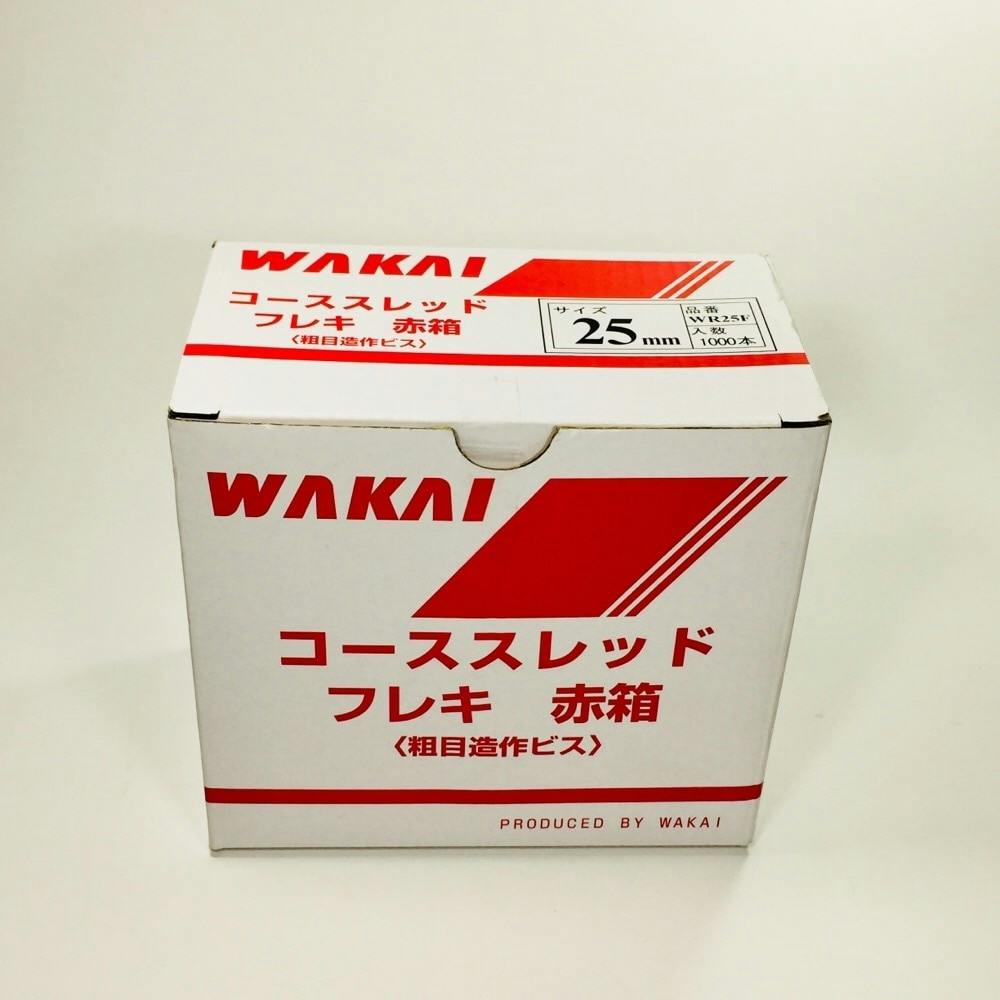 WAKAI
コーススレッド
フレキ 赤箱
〈粗目造作ビス〉
サイズ
25mm
品番
WR25F
入数
1000本
WAKAI
コーススレッド
フレキ 赤箱
〈粗目造作ビス〉
PRODUCED BY WAKAI